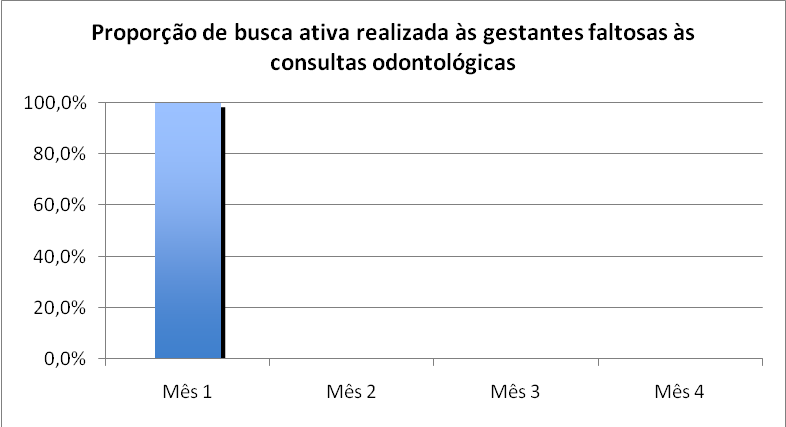 Proporção de busca ativa realizada às gestantes faltosas às
consultas odontológicas
100,0%
80,0%
60,0%
40,0%
20,0%
0,0%
Mês 1 Mês 2 Mês 3 Mês 4